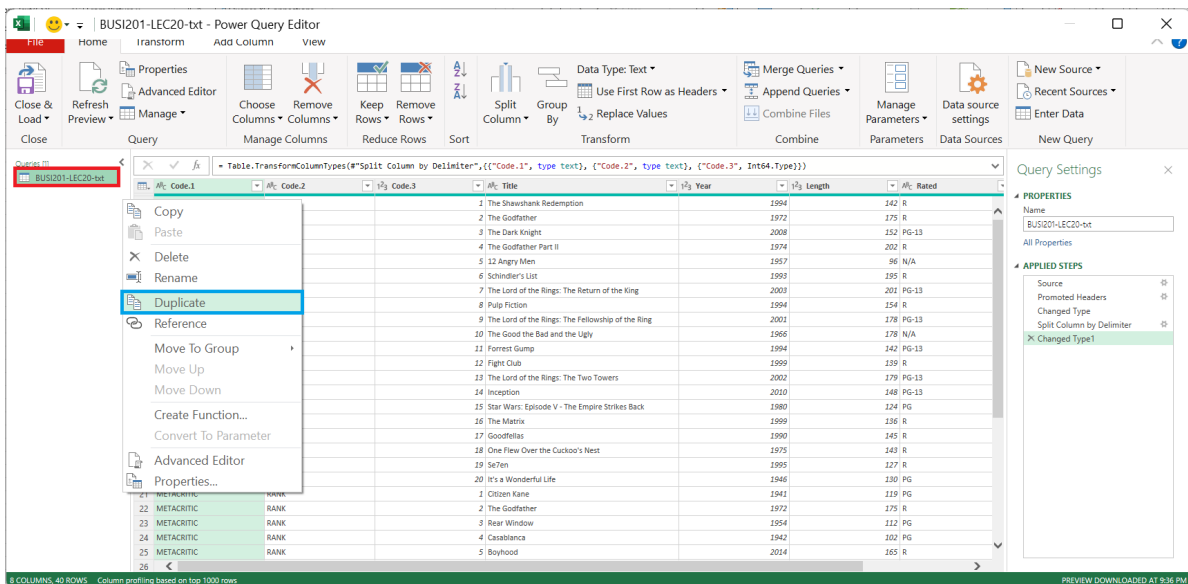 BUSI201-LEC20-txt - Power Query Editor
File Home Transform Add Column View
Close & Load
Refresh Preview
Properties
Advanced Editor
Manage
Choose Columns
Remove Columns
Keep Rows
Remove Rows
Split Column
Group By
Data Type: Text
Use First Row as Headers
Replace Values
Merge Queries
Append Queries
Combine Files
Manage Parameters
Data source settings
New Source
Recent Sources
Enter Data
Close Query Manage Columns Reduce Rows Sort Transform Combine Parameters Data Sources New Query
Queries [1]
BUSI201-LEC20-txt
= Table.TransformColumnTypes(#"Split Column by Delimiter",{{"Code.1", type text}, {"Code.2", type text}, {"Code.3", Int64.Type}})
Code.1 Code.2 Code.3 Title Year Length Rated
1 The Shawshank Redemption 1994 142 R
2 The Godfather 1972 175 R
3 The Dark Knight 2008 152 PG-13
4 The Godfather Part II 1974 202 R
5 12 Angry Men 1957 96 N/A
6 Schindler's List 1993 195 R
7 The Lord of the Rings: The Return of the King 2003 201 PG-13
8 Pulp Fiction 1994 154 R
9 The Lord of the Rings: The Fellowship of the Ring 2001 178 PG-13
10 The Good the Bad and the Ugly 1966 178 N/A
11 Forrest Gump 1994 142 PG-13
12 Fight Club 1999 139 R
13 The Lord of the Rings: The Two Towers 2002 179 PG-13
14 Inception 2010 148 PG-13
15 Star Wars: Episode V - The Empire Strikes Back 1980 124 PG
16 The Matrix 1999 136 R
17 Goodfellas 1990 145 R
18 One Flew Over the Cuckoo's Nest 1975 143 R
19 Se7en 1995 127 R
20 It's a Wonderful Life 1946 130 PG
21 METACRITIC RANK 1 Citizen Kane 1941 119 PG
22 METACRITIC RANK 2 The Godfather 1972 175 R
23 METACRITIC RANK 3 Rear Window 1954 112 PG
24 METACRITIC RANK 4 Casablanca 1942 102 PG
25 METACRITIC RANK 5 Boyhood 2014 165 R
26
Copy
Paste
Delete
Rename
Duplicate
Reference
Move To Group
Move Up
Move Down
Create Function...
Convert To Parameter
Advanced Editor
Properties...
Query Settings
PROPERTIES
Name
BUSI201-LEC20-txt
All Properties
APPLIED STEPS
Source
Promoted Headers
Changed Type
Split Column by Delimiter
Changed Type1
8 COLUMNS, 40 ROWS Column profiling based on top 1000 rows
PREVIEW DOWNLOADED AT 9:36 PM